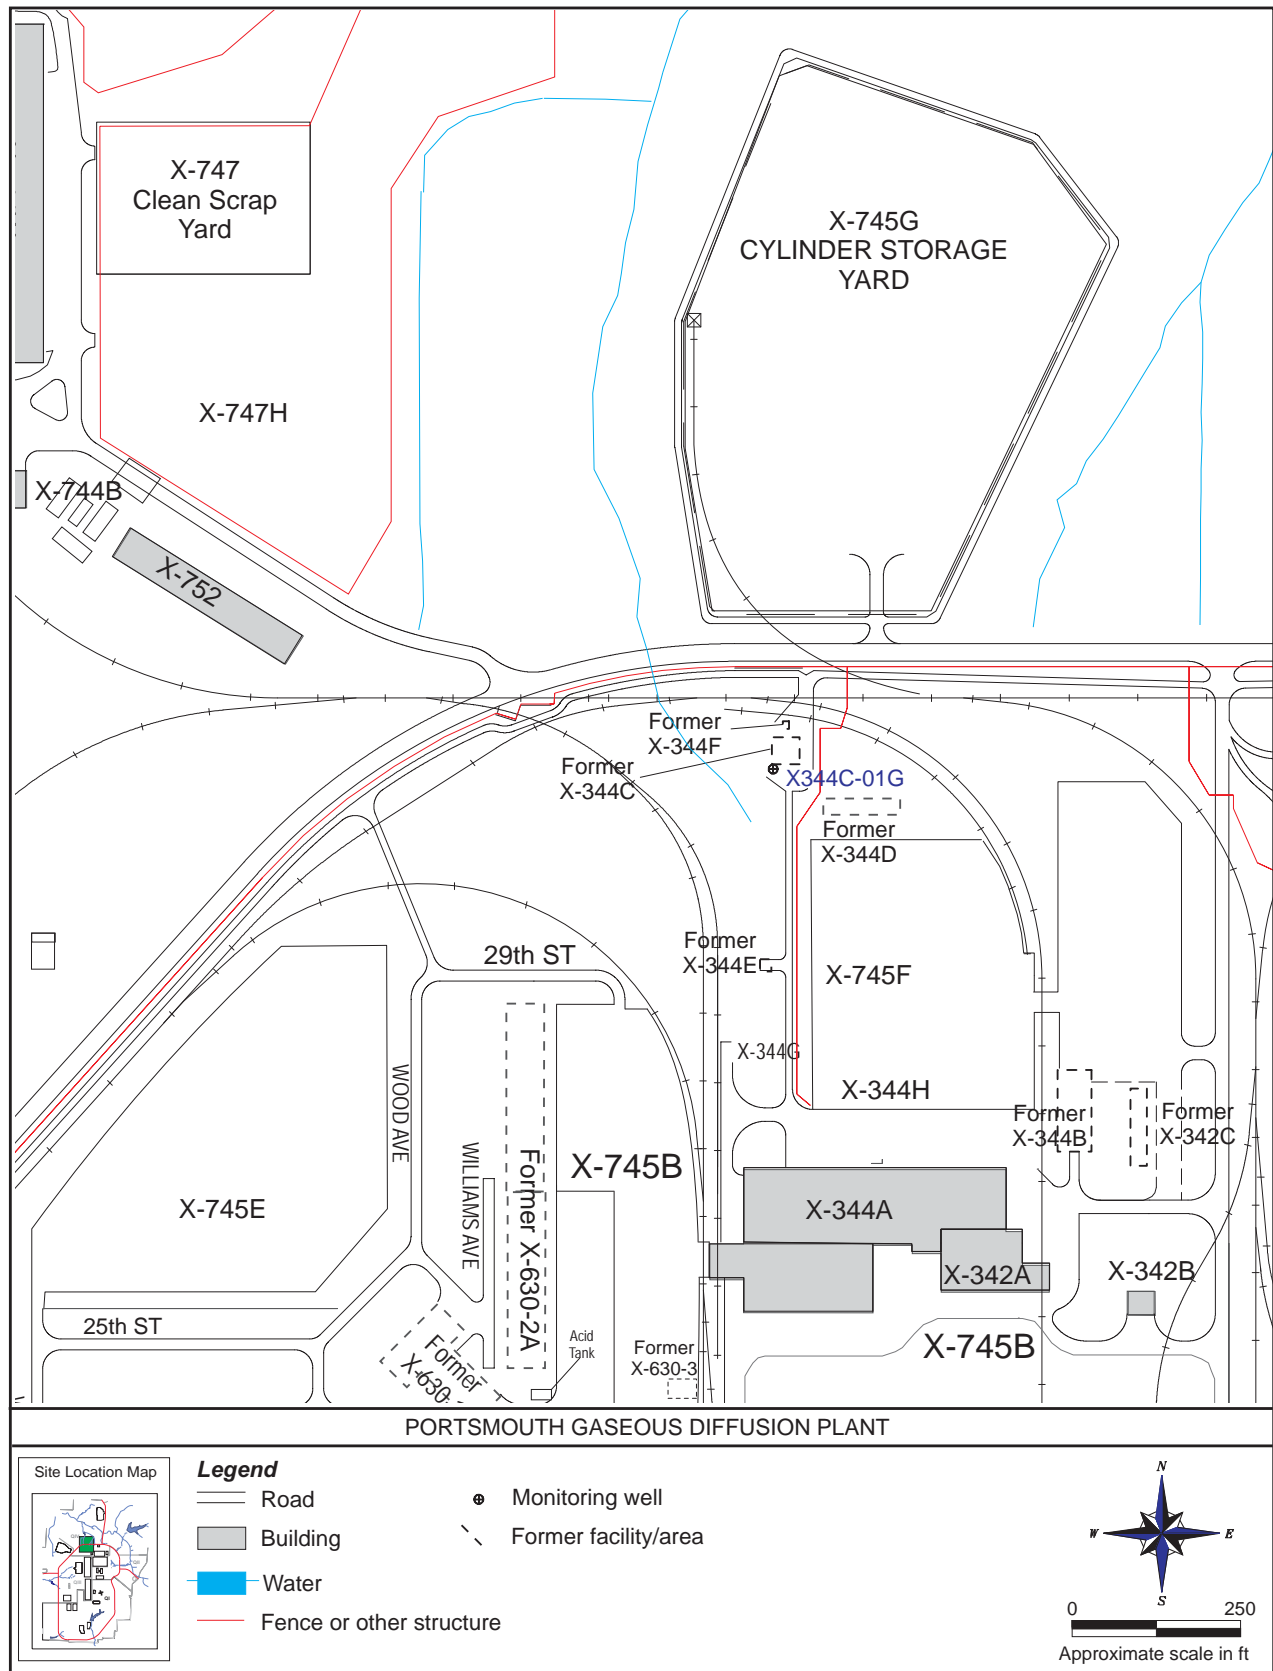 X-747
Clean Scrap
Yard
X-745G
CYLINDER STORAGE
YARD
X-747H
X-744B
X-752
Former
X-344F
Former
X-344C
X344C-01G
Former
X-344D
Former
X-344E
29th ST
X-745F
X-344G
X-344H
WOOD AVE
Former
X-344B
Former
X-342C
WILLIAMS AVE
Former X-630-2A
X-745B
X-745E
X-344A
X-342A
X-342B
25th ST
Former
X-630-
Acid
Tank
Former
X-630-3
X-745B
PORTSMOUTH GASEOUS DIFFUSION PLANT
Site Location Map
Legend
Road
Building
Water
Fence or other structure
Monitoring well
Former facility/area
N
W
E
S
0
250
Approximate scale in ft